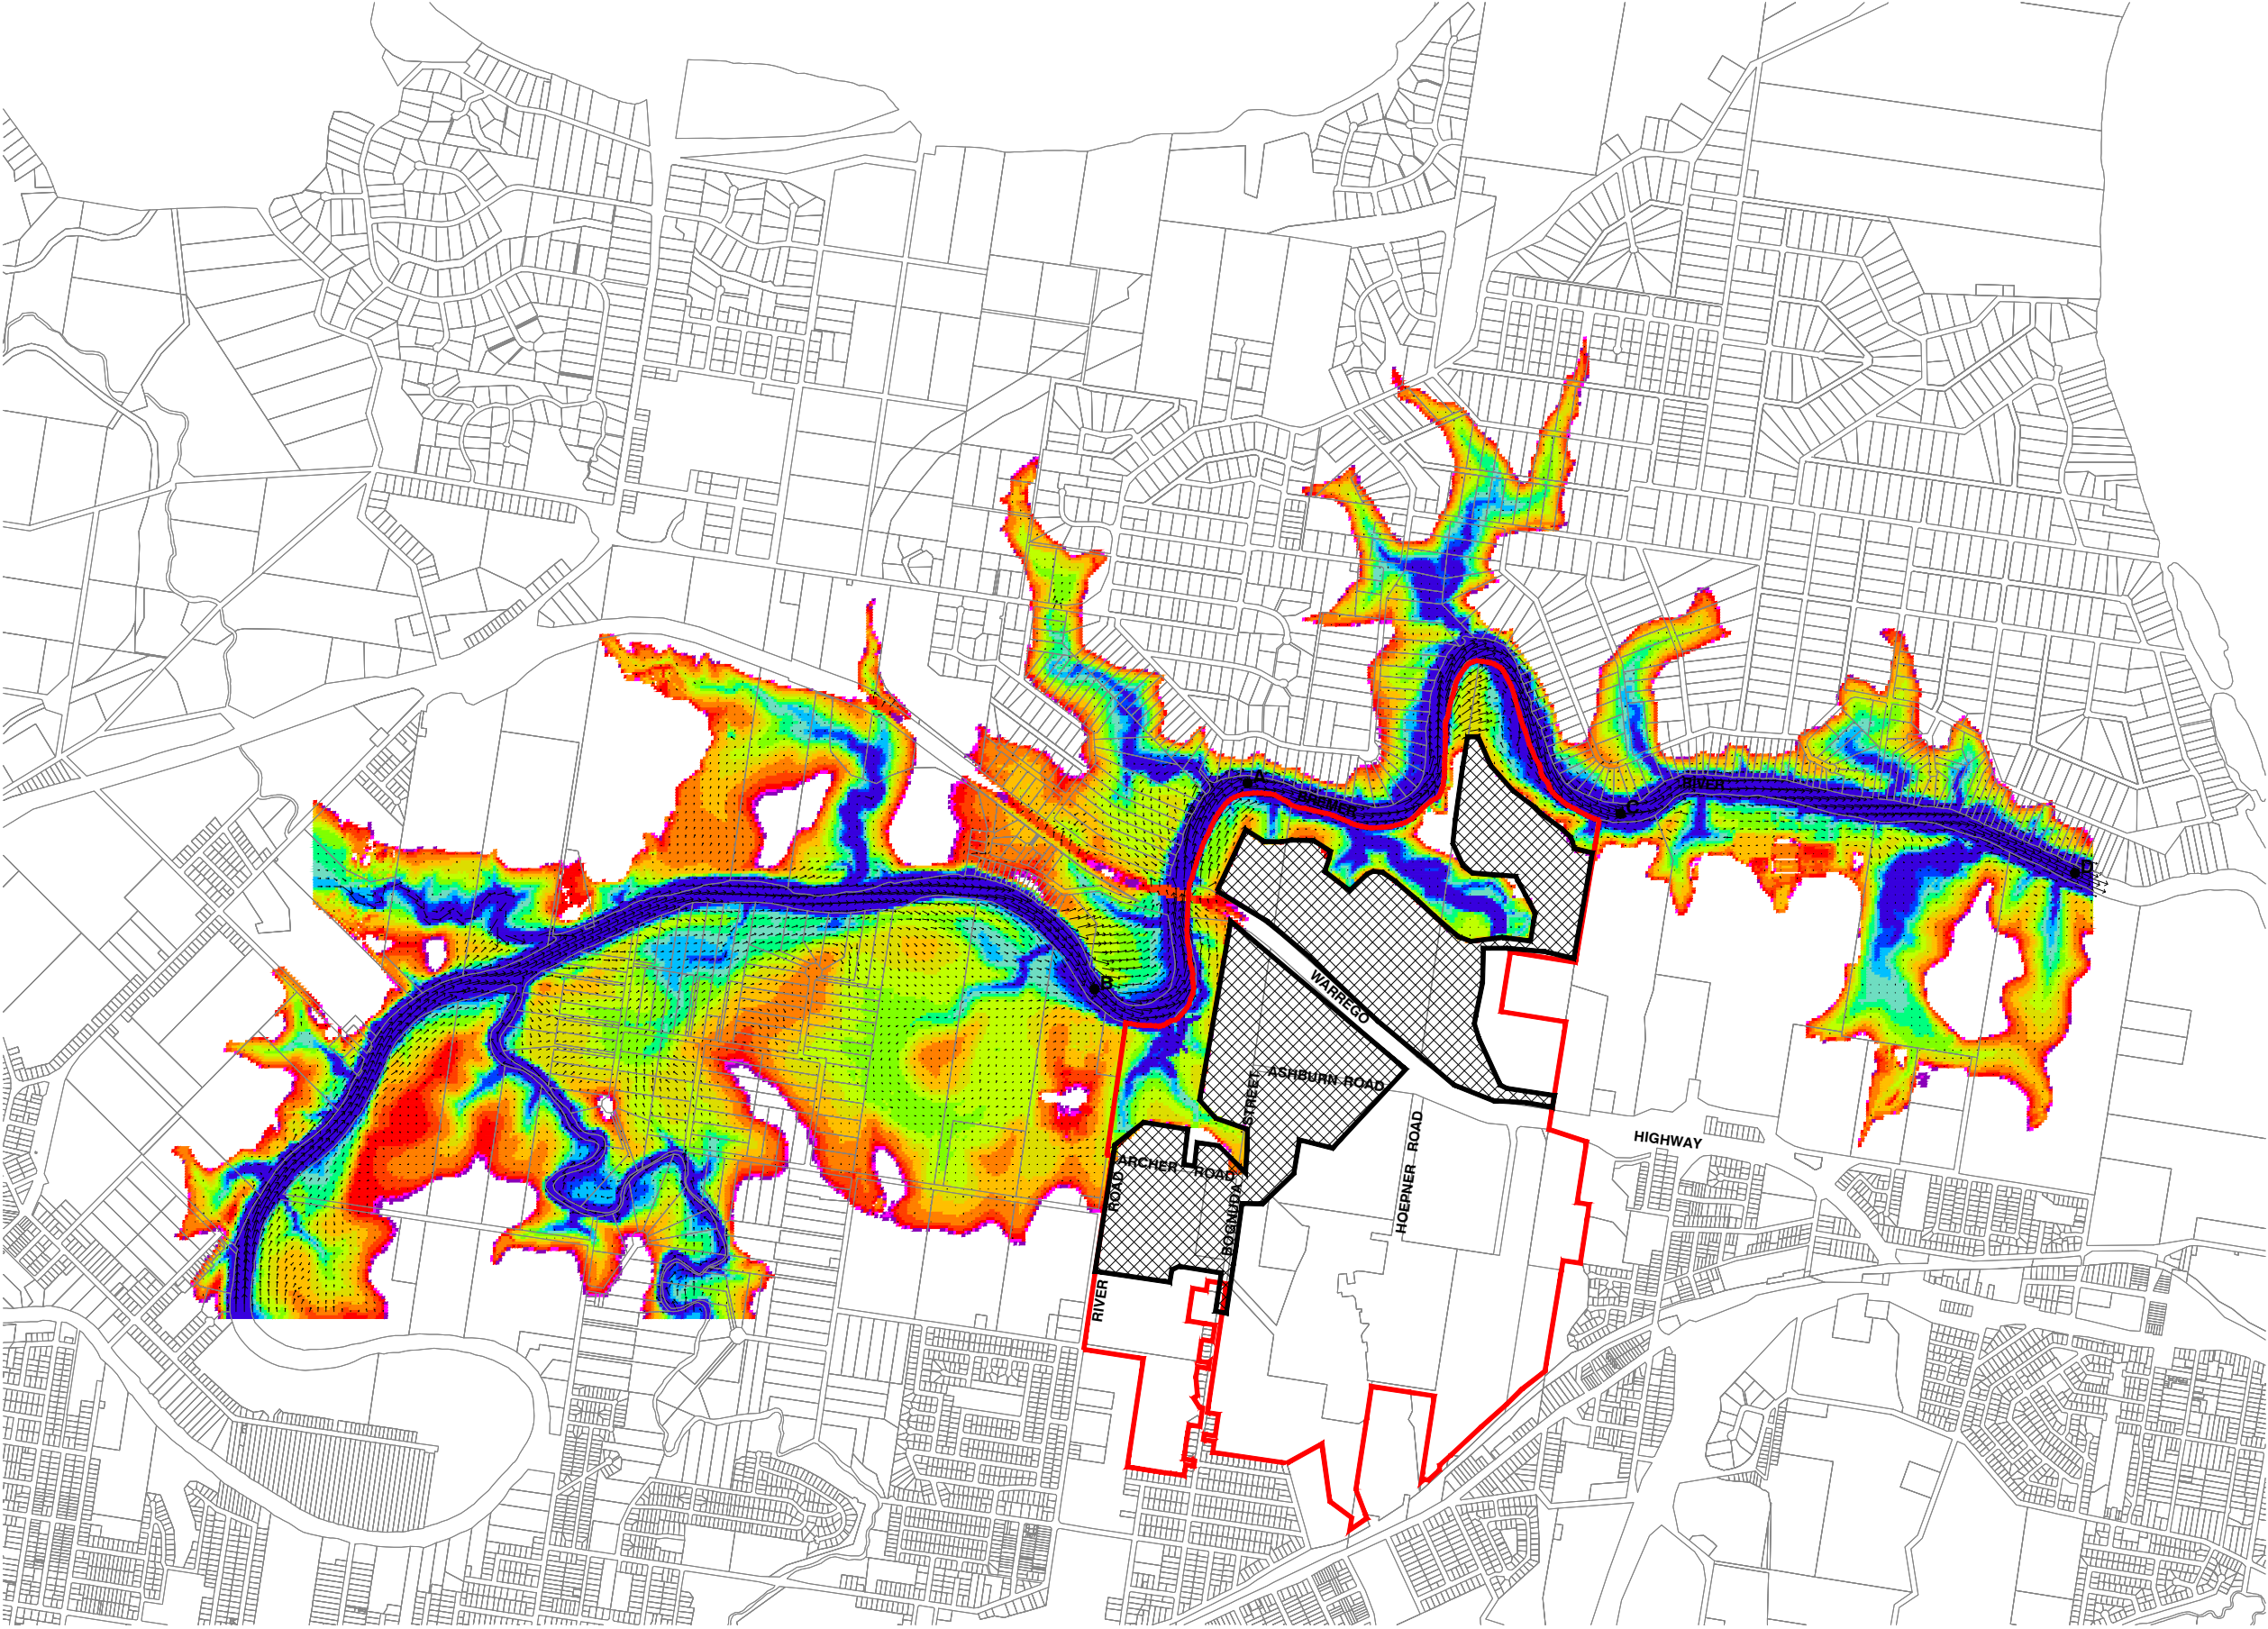 A
BREMER
RIVER
C
D
B
WARREGO
ASHBURN ROAD
STREET
HIGHWAY
HOEPNER ROAD
ARCHER ROAD
ROAD
BOGNUDA
RIVER